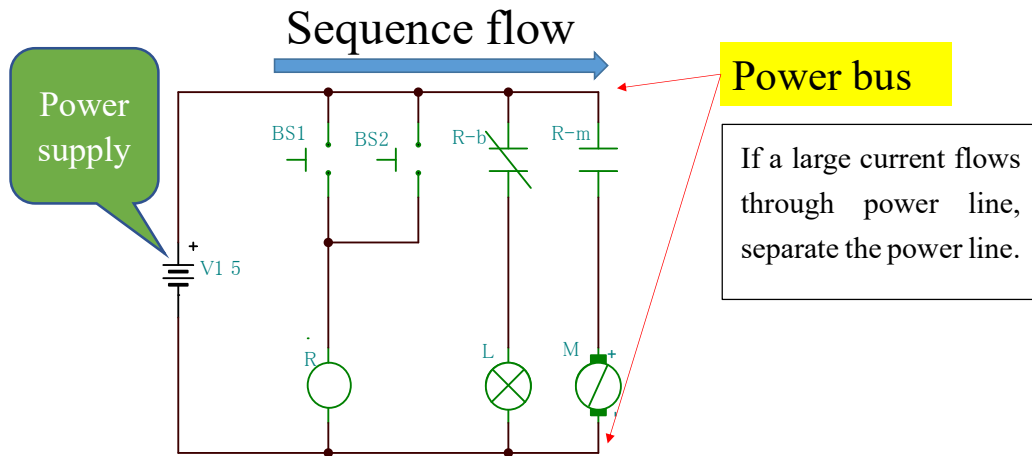 Sequence flow
Power
supply
Power bus
BS1
BS2
R-b
R-m
If a large current flows
through power line,
separate the power line.
+
V1 5
R
L
M
+